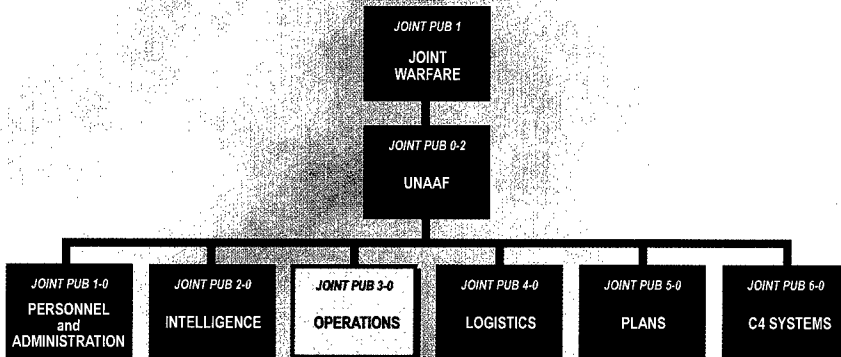 JOINT PUB 1
JOINT
WARFARE
JOINT PUB 0-2
UNAAF
JOINT PUB 1-0
PERSONNEL
and
ADMINISTRATION
JOINT PUB 2-0
INTELLIGENCE
JOINT PUB 3-0
OPERATIONS
JOINT PUB 4-0
LOGISTICS
JOINT PUB 5-0
PLANS
JOINT PUB 6-0
C4 SYSTEMS